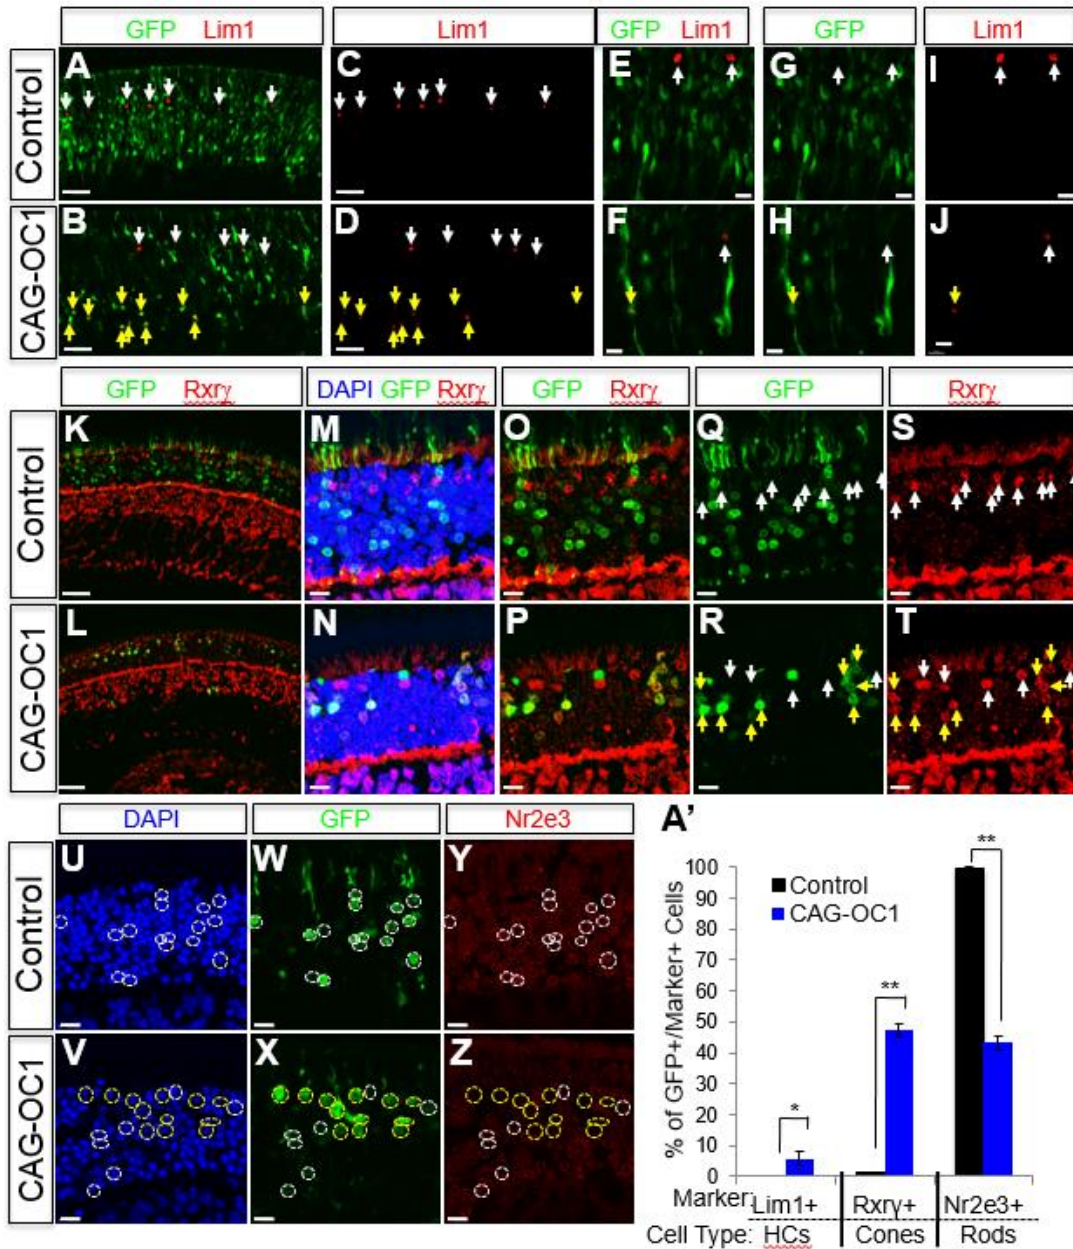 GFP Lim1
Lim1
GFP Lim1
GFP
Lim1
Control
A
C
E
G
I
CAG-OC1
B
D
F
H
J
GFP Rxrγ
DAPI GFP Rxrγ
GFP Rxrγ
GFP
Rxrγ
Control
K
M
O
Q
S
CAG-OC1
L
N
P
R
T
DAPI
GFP
Nr2e3
Control
U
W
Y
CAG-OC1
V
X
Z
A'
% of GFP+/Marker+ Cells
100
90
80
70
60
50
40
30
20
10
0
Control
CAG-OC1
*
**
**
Marker: Lim1+ Rxrγ+ Nr2e3+
Cell Type: HCs Cones Rods